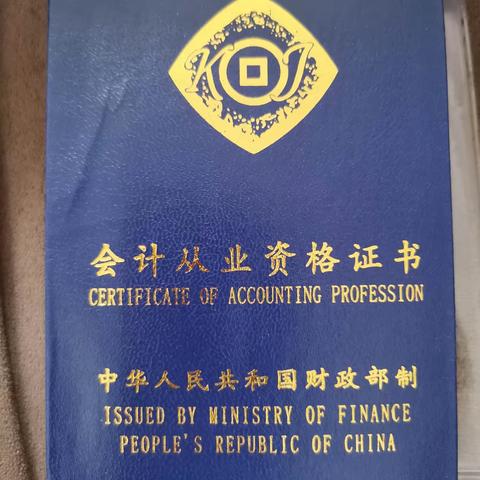 KJ
会计从业资格证书
CERTIFICATE OF ACCOUNTING PROFESSION
中华人民共和国财政部制
ISSUED BY MINISTRY OF FINANCE
PEOPLE'S REPUBLIC OF CHINA